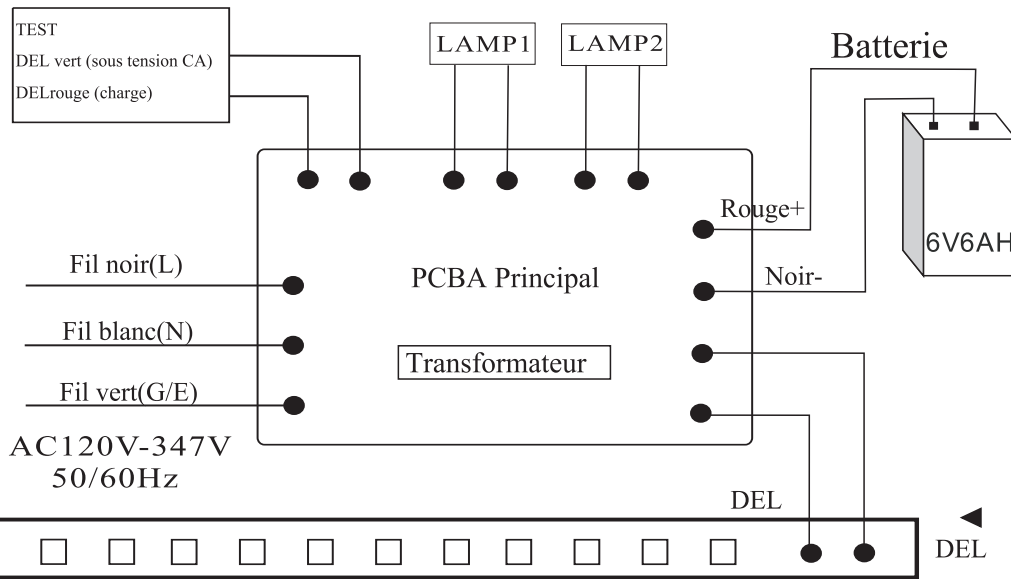 TEST
DEL vert (sous tension CA)
DELrouge (charge)
LAMP1
LAMP2
Batterie
Rouge+
6V6AH
Fil noir(L)
PCBA Principal
Noir-
Fil blanc(N)
Transformateur
Fil vert(G/E)
AC120V-347V
50/60Hz
DEL
DEL